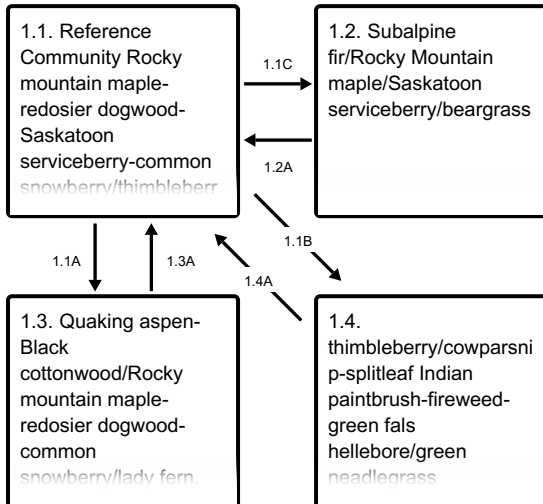 1.1. Reference
Community Rocky
mountain maple-
redosier dogwood-
Saskatoon
serviceberry-common
snowberry/thimbleberr
1.1C
1.2A
1.2. Subalpine
fir/Rocky Mountain
maple/Saskatoon
serviceberry/beargrass
1.1A
1.3A
1.4A
1.1B
1.3. Quaking aspen-
Black
cottonwood/Rocky
mountain maple-
redosier dogwood-
common
snowberry/lady fern.
1.4.
thimbleberry/cowparsni
p-splitleaf Indian
paintbrush-fireweed-
green fals
hellebore/green
neadlegrass